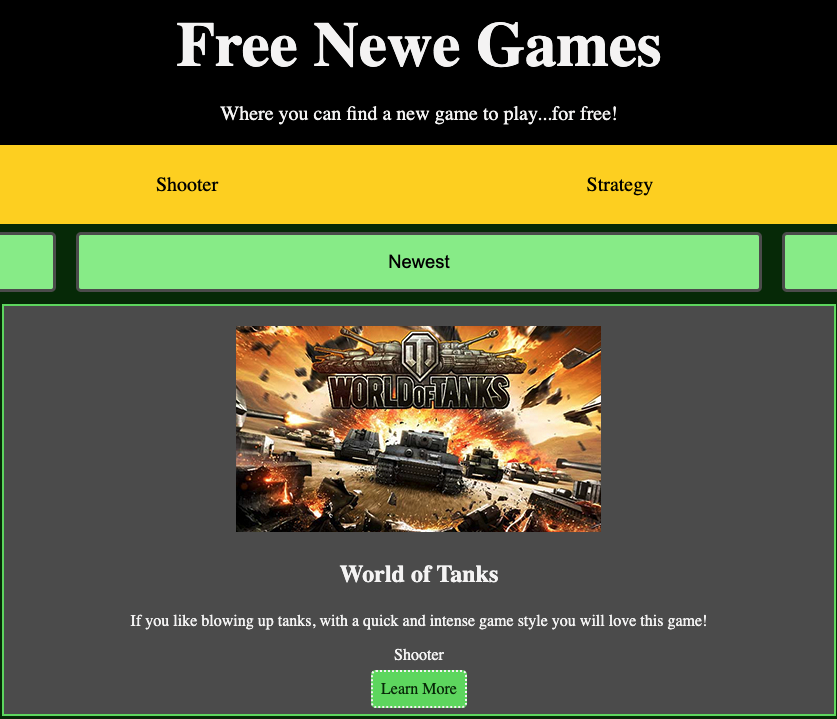 Free Newe Games
Where you can find a new game to play...for free!
Shooter Strategy
Newest
WORLD OF TANKS
World of Tanks
If you like blowing up tanks, with a quick and intense game style you will love this game!
Shooter
Learn More